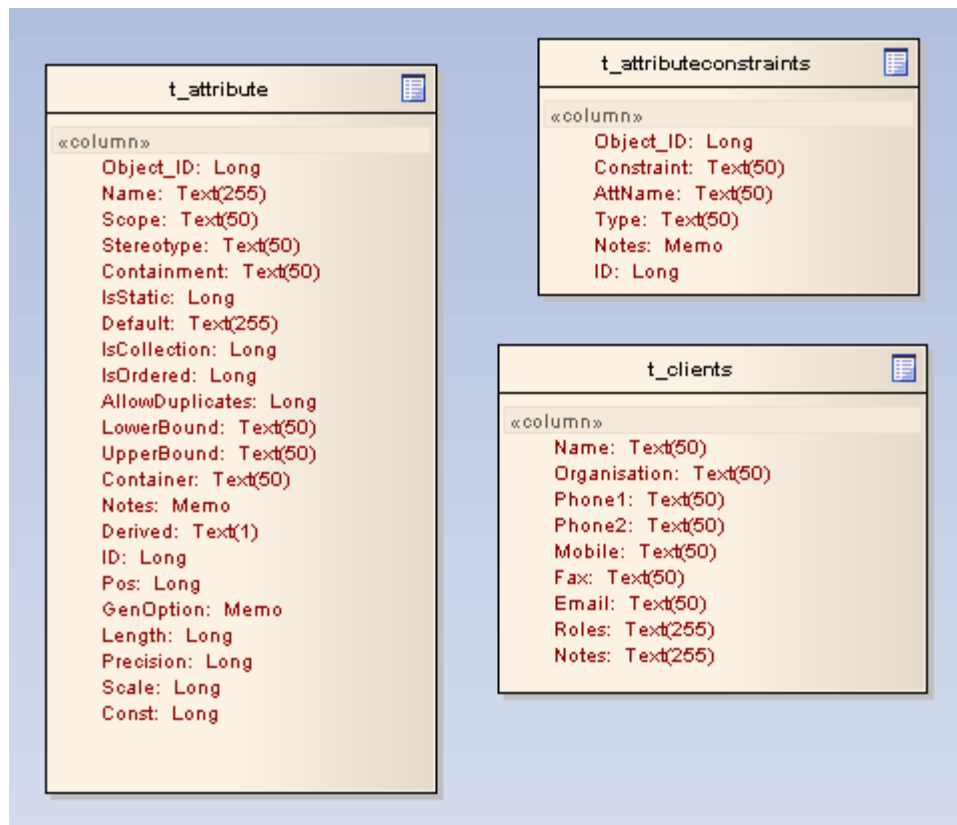 t_attribute
«column»
Object_ID: Long
Name: Text(255)
Scope: Text(50)
Stereotype: Text(50)
Containment: Text(50)
IsStatic: Long
Default: Text(255)
IsCollection: Long
IsOrdered: Long
AllowDuplicates: Long
LowerBound: Text(50)
UpperBound: Text(50)
Container: Text(50)
Notes: Memo
Derived: Text(1)
ID: Long
Pos: Long
GenOption: Memo
Length: Long
Precision: Long
Scale: Long
Const: Long
t_attributeconstraints
«column»
Object_ID: Long
Constraint: Text(50)
AttName: Text(50)
Type: Text(50)
Notes: Memo
ID: Long
t_clients
«column»
Name: Text(50)
Organisation: Text(50)
Phone1: Text(50)
Phone2: Text(50)
Mobile: Text(50)
Fax: Text(50)
Email: Text(50)
Roles: Text(255)
Notes: Text(255)